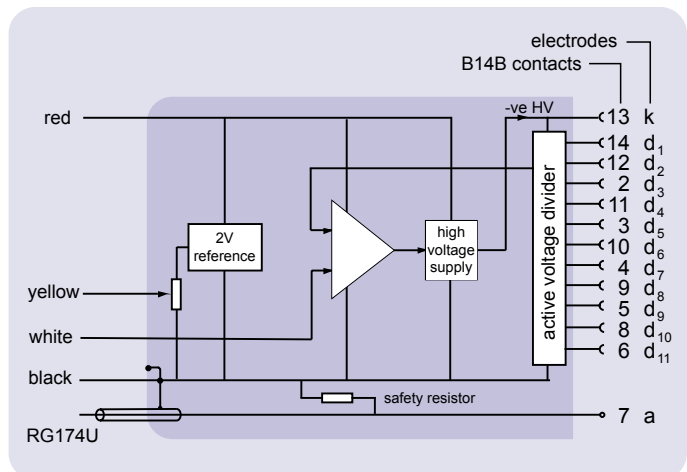 electrodes
B14B contacts
red
-ve HV
13 k
14 d1
12 d2
2 d3
11 d4
3 d5
10 d6
4 d7
9 d8
5 d9
8 d10
6 d11
active voltage divider
2V
reference
high
voltage
supply
yellow
white
black
safety resistor
RG174U
7 a